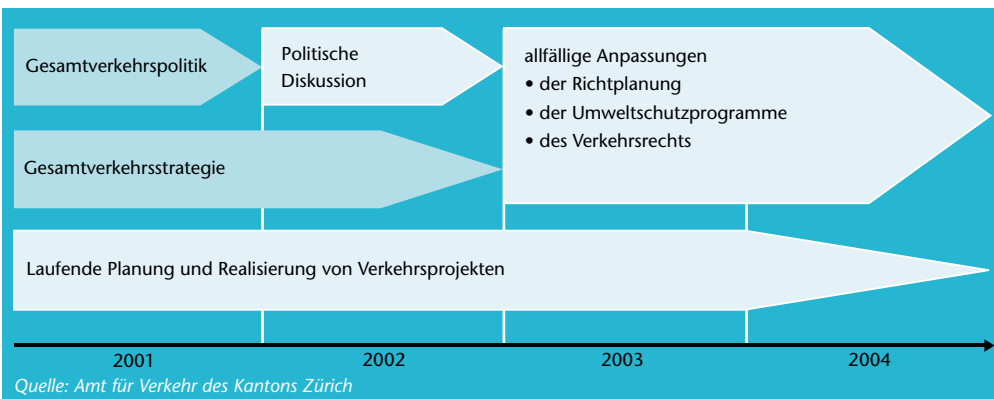 Gesamtverkehrspolitik
Politische
Diskussion
allfällige Anpassungen
• der Richtplanung
• der Umweltschutzprogramme
• des Verkehrsrechts
Gesamtverkehrsstrategie
Laufende Planung und Realisierung von Verkehrsprojekten
2001 2002 2003 2004
Quelle: Amt für Verkehr des Kantons Zürich